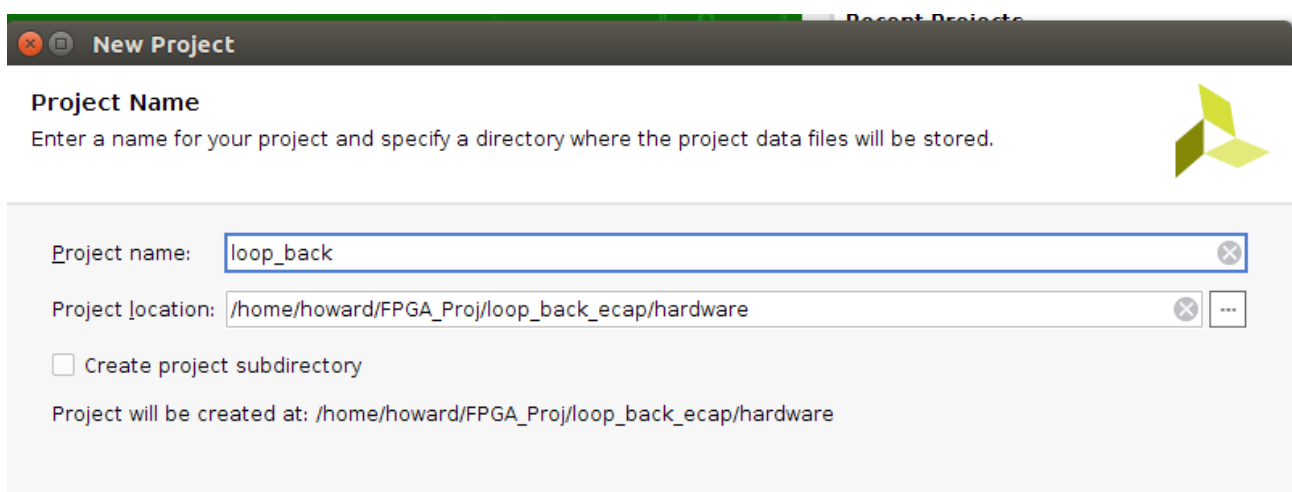 Recent Projects
New Project
Project Name
Enter a name for your project and specify a directory where the project data files will be stored.
Project name: loop_back
Project location: /home/howard/FPGA_Proj/loop_back_ecap/hardware
Create project subdirectory
Project will be created at: /home/howard/FPGA_Proj/loop_back_ecap/hardware